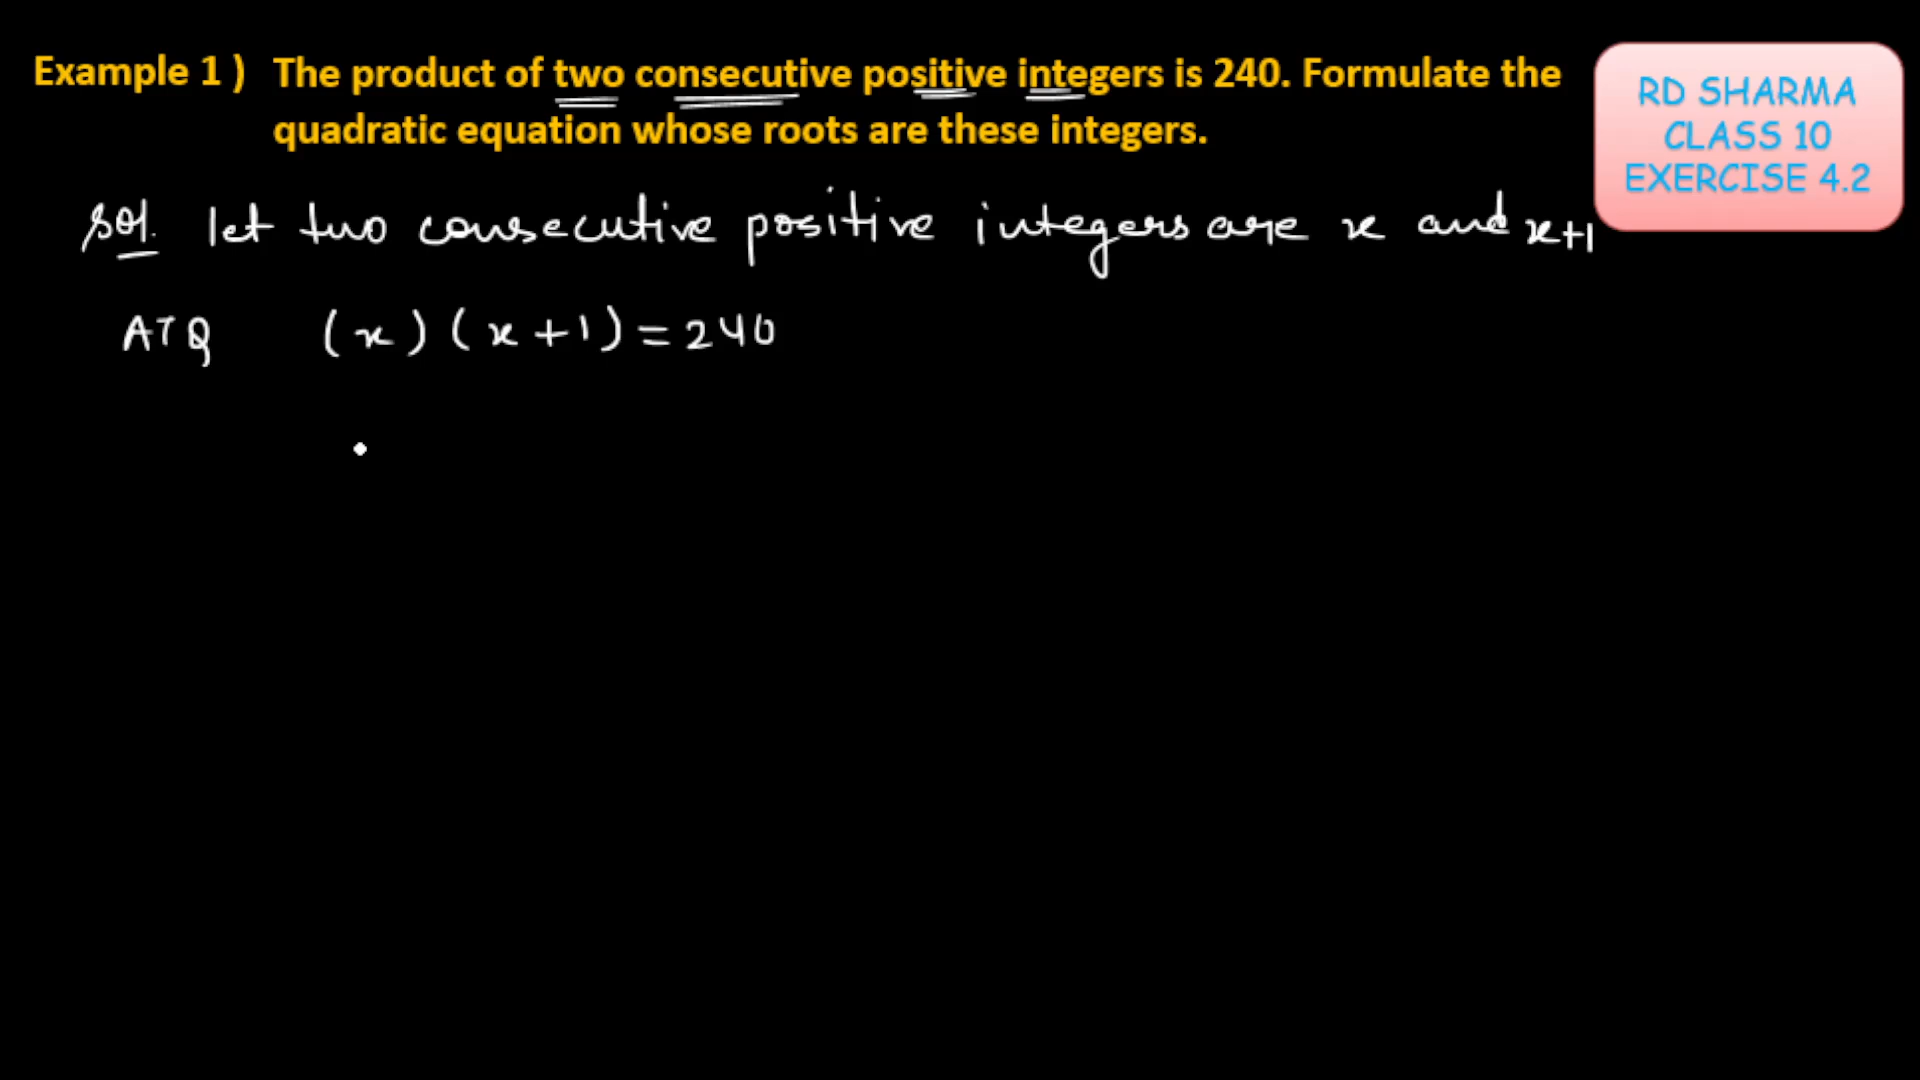 Example 1 ) The product of two consecutive positive integers is 240. Formulate the
quadratic equation whose roots are these integers.
RD SHARMA
CLASS 10
EXERCISE 4.2
Sol. let two consecutive positive integers are x and x+1
ATQ (x) (x+1) = 240